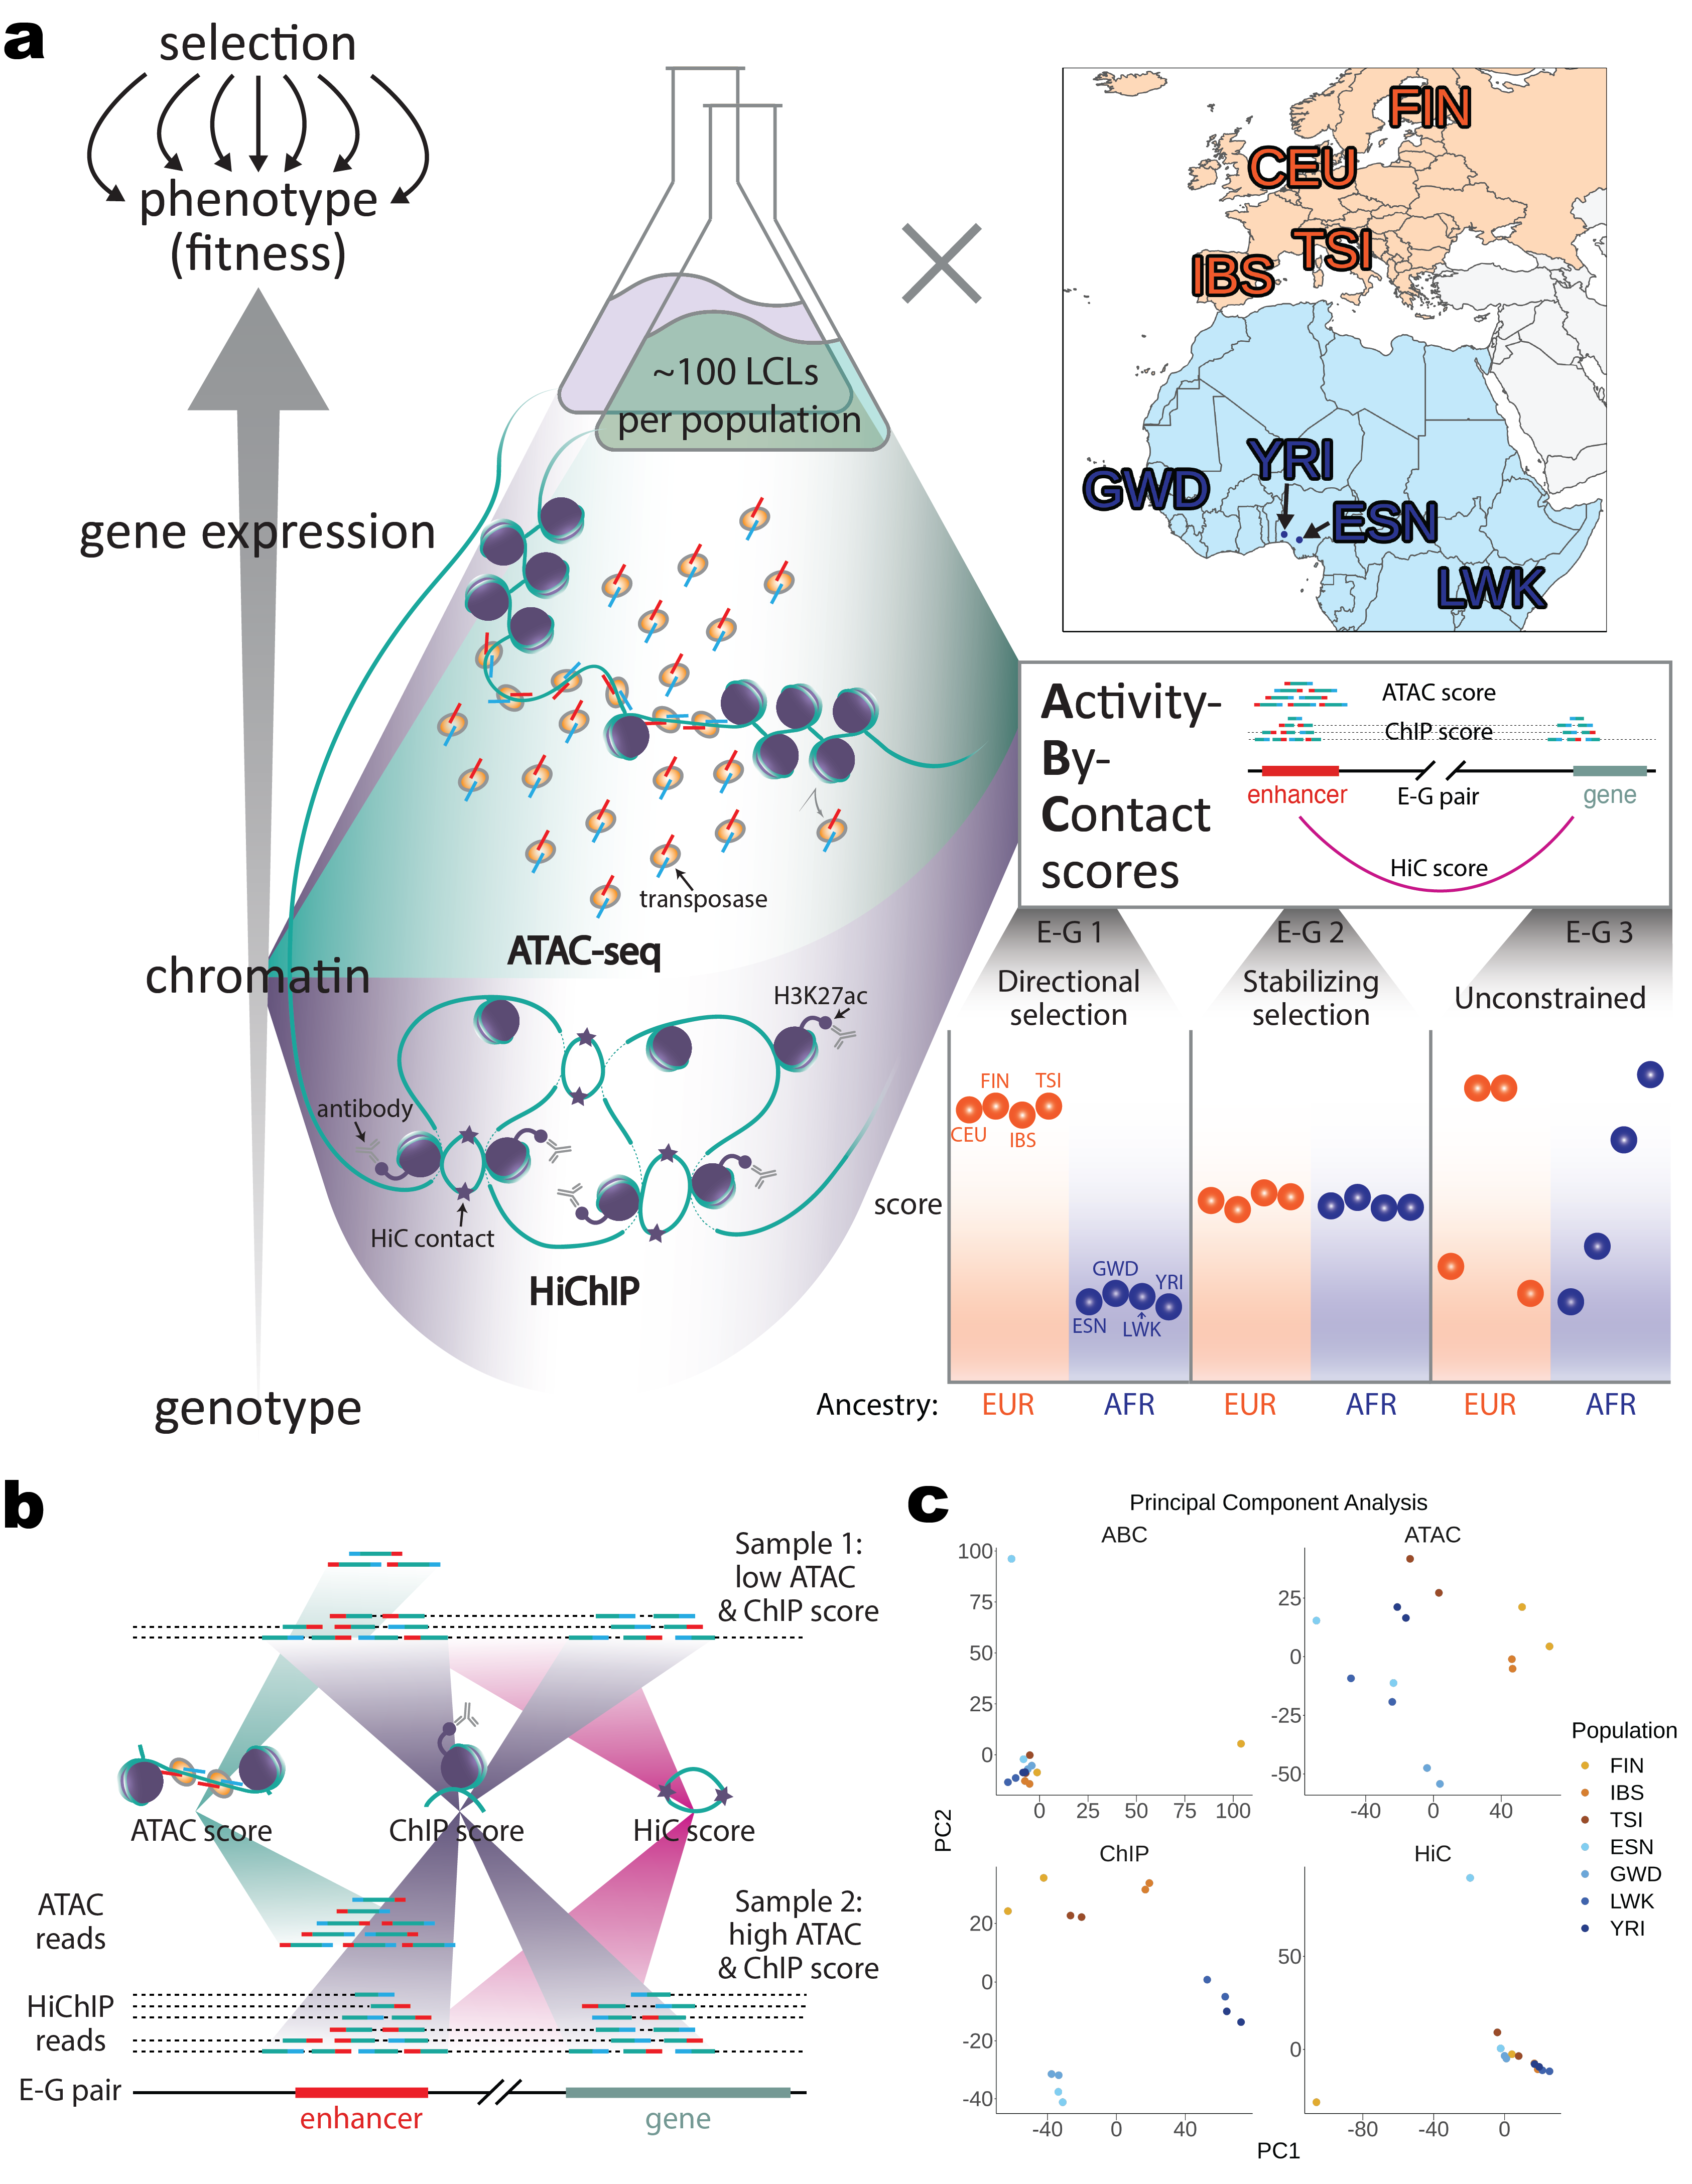 a
selection
phenotype
(fitness)
gene expression
chromatin
genotype
~100 LCLs
per population
transposase
ATAC-seq
H3K27ac
antibody
HiC contact
HiChIP
FIN
CEU
TSI
IBS
YRI
GWD
ESN
LWK
Activity-
By-
Contact
scores
ATAC score
ChIP score
enhancer
E-G pair
gene
HiC score
E-G 1
E-G 2
E-G 3
Directional
selection
Stabilizing
selection
Unconstrained
FIN
TSI
CEU
IBS
score
GWD
YRI
ESN
LWK
Ancestry:
EUR
AFR
EUR
AFR
EUR
AFR
b
Sample 1:
low ATAC
& ChIP score
ATAC score
ChIP score
HiC score
ATAC
reads
Sample 2:
high ATAC
& ChIP score
HiChIP
reads
E-G pair
enhancer
gene
c
Principal Component Analysis
ABC
100
75
50
25
0
0
25
50
75
100
ATAC
25
0
-25
-50
-40
0
40
ChIP
20
0
-20
-40
-40
0
40
HiC
50
0
-80
-40
0
PC2
PC1
Population
FIN
IBS
TSI
ESN
GWD
LWK
YRI